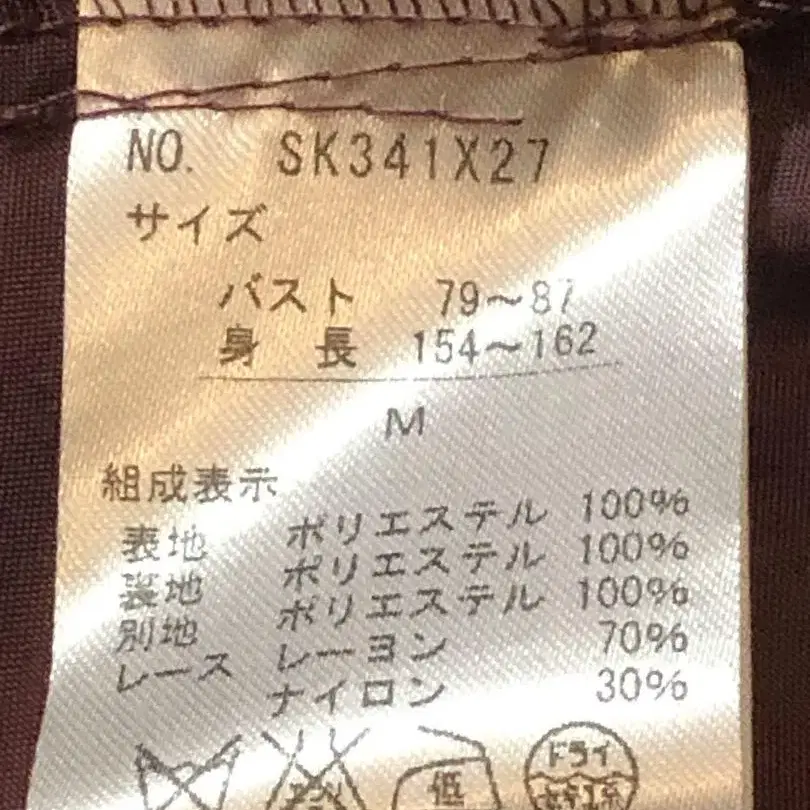 NO. SK341X27
サイズ
バスト 79～87
身長 154～162
M
組成表示
表地 ポリエステル 100%
裏地 ポリエステル 100%
別地 ポリエステル 100%
レース レーヨン 70%
ナイロン 30%
低
ドライ